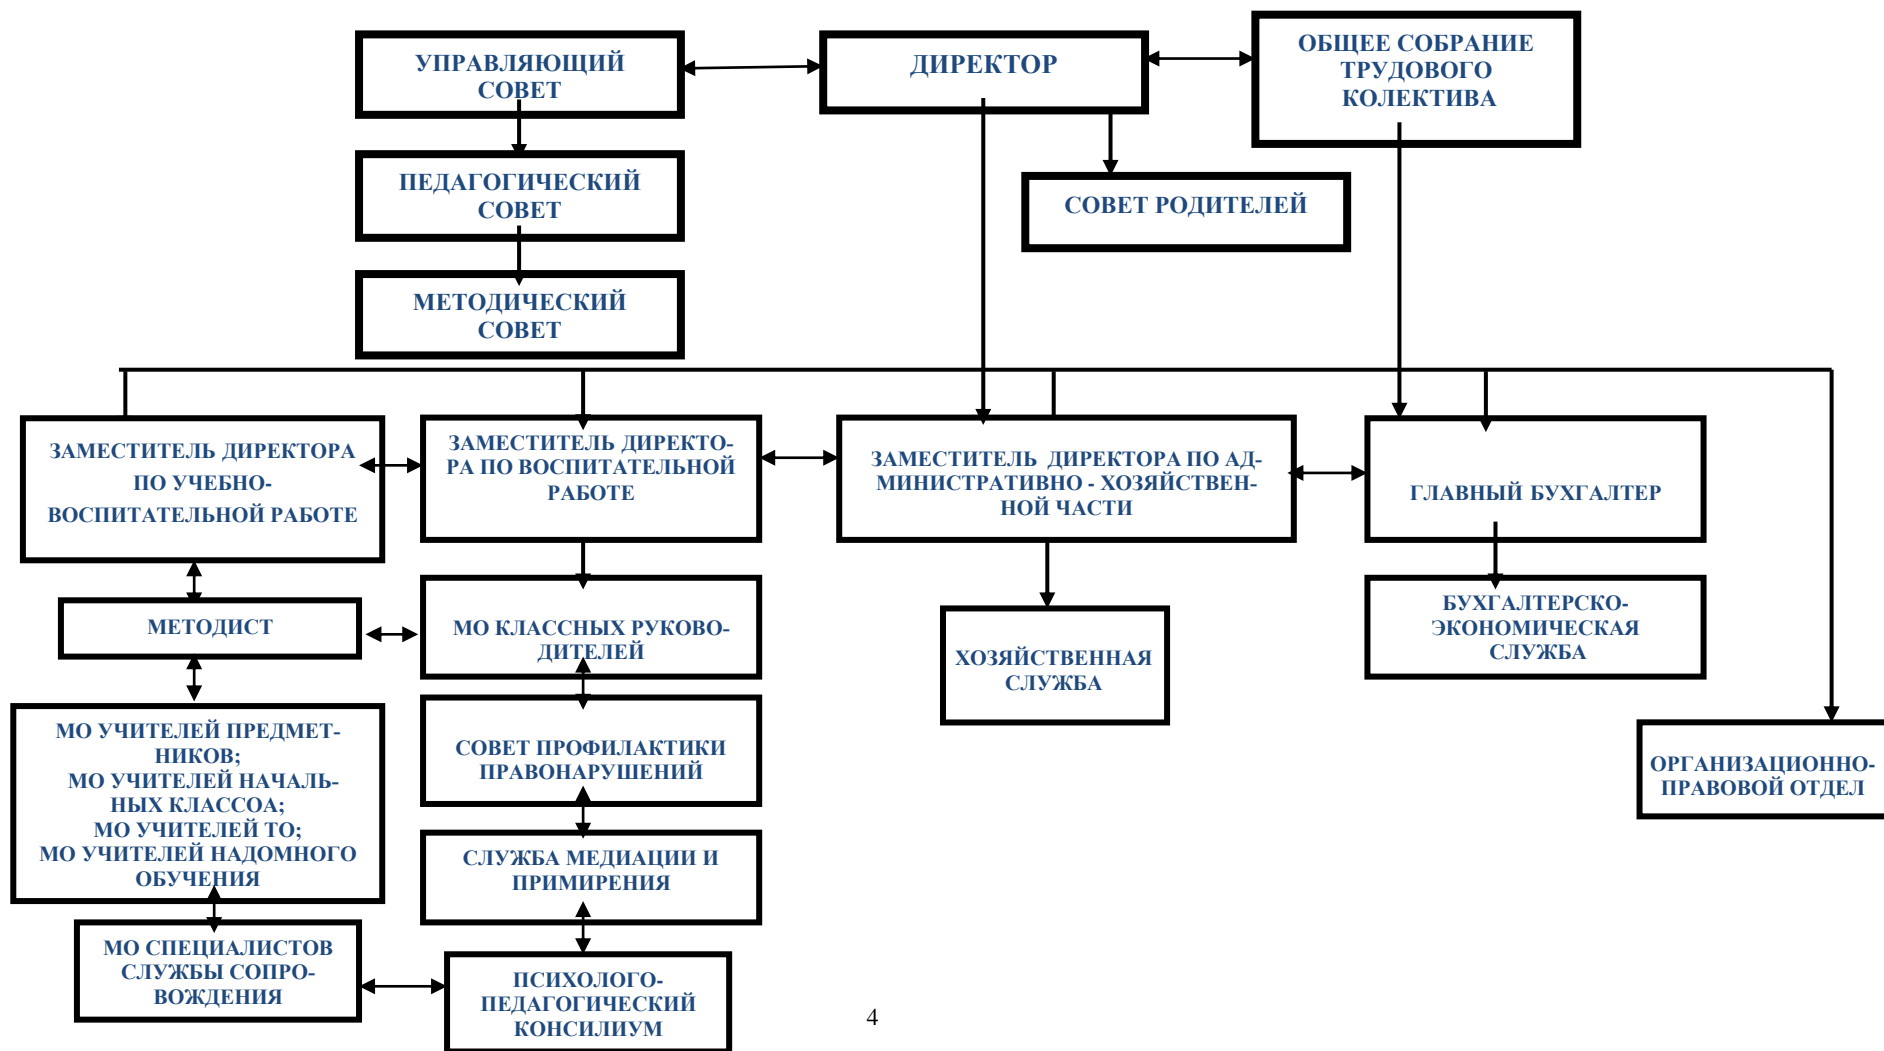 УПРАВЛЯЮЩИЙ
СОВЕТ
ДИРЕКТОР
ОБЩЕЕ СОБРАНИЕ
ТРУДОВОГО
КОЛЕКТИВА
ПЕДАГОГИЧЕСКИЙ
СОВЕТ
СОВЕТ РОДИТЕЛЕЙ
МЕТОДИЧЕСКИЙ
СОВЕТ
ЗАМЕСТИТЕЛЬ ДИРЕКТОРА
ПО УЧЕБНО-
ВОСПИТАТЕЛЬНОЙ РАБОТЕ
ЗАМЕСТИТЕЛЬ ДИРЕКТО-
РА ПО ВОСПИТАТЕЛЬНОЙ
РАБОТЕ
ЗАМЕСТИТЕЛЬ ДИРЕКТОРА ПО АД-
МИНИСТРАТИВНО - ХОЗЯЙСТВЕН-
НОЙ ЧАСТИ
ГЛАВНЫЙ БУХГАЛТЕР
МЕТОДИСТ
МО КЛАССНЫХ РУКОВО-
ДИТЕЛЕЙ
ХОЗЯЙСТВЕННАЯ
СЛУЖБА
БУХГАЛТЕРСКО-
ЭКОНОМИЧЕСКАЯ
СЛУЖБА
МО УЧИТЕЛЕЙ ПРЕДМЕТ-
НИКОВ;
МО УЧИТЕЛЕЙ НАЧАЛЬ-
НЫХ КЛАССОА;
МО УЧИТЕЛЕЙ ТО;
МО УЧИТЕЛЕЙ НАДОМНОГО
ОБУЧЕНИЯ
СОВЕТ ПРОФИЛАКТИКИ
ПРАВОНАРУШЕНИЙ
ОРГАНИЗАЦИОННО-
ПРАВОВОЙ ОТДЕЛ
СЛУЖБА МЕДИАЦИИ И
ПРИМИРЕНИЯ
МО СПЕЦИАЛИСТОВ
СЛУЖБЫ СОПРО-
ВОЖДЕНИЯ
ПСИХОЛОГО-
ПЕДАГОГИЧЕСКИЙ
КОНСИЛИУМ
4